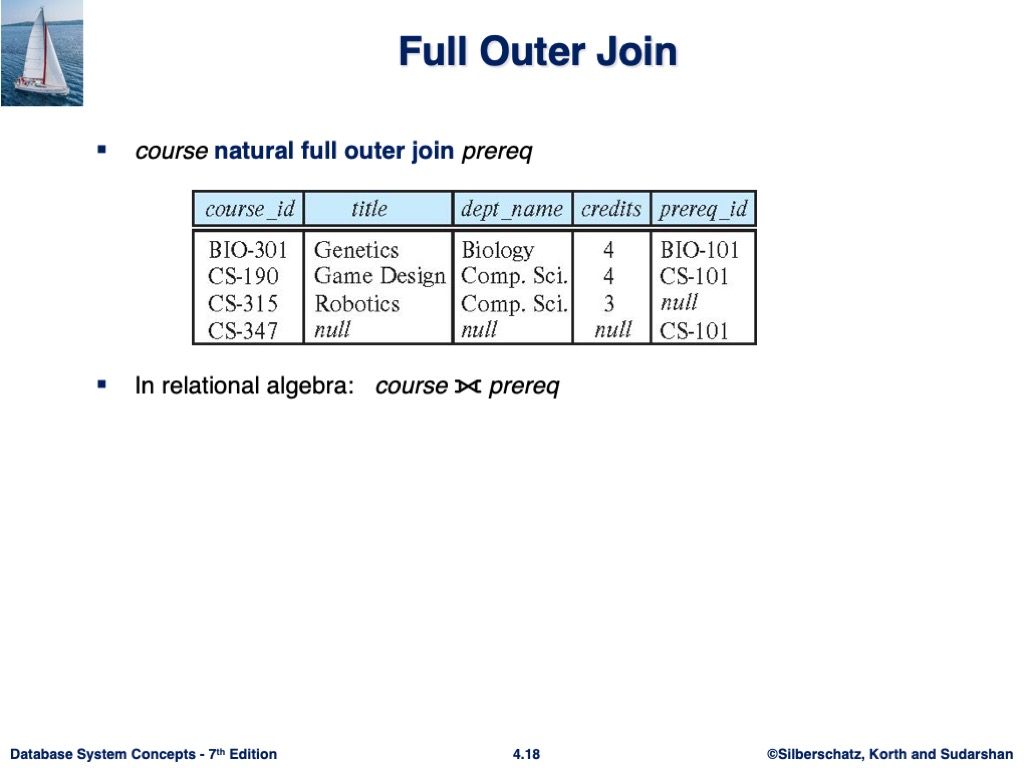 Full Outer Join
▪ course natural full outer join prereq
course_id title dept_name credits prereq_id
BIO-301 Genetics Biology 4 BIO-101
CS-190 Game Design Comp. Sci. 4 CS-101
CS-315 Robotics Comp. Sci. 3 null
CS-347 null null null CS-101
▪ In relational algebra: course ⟗ prereq
Database System Concepts - 7th Edition 4.18 ©Silberschatz, Korth and Sudarshan